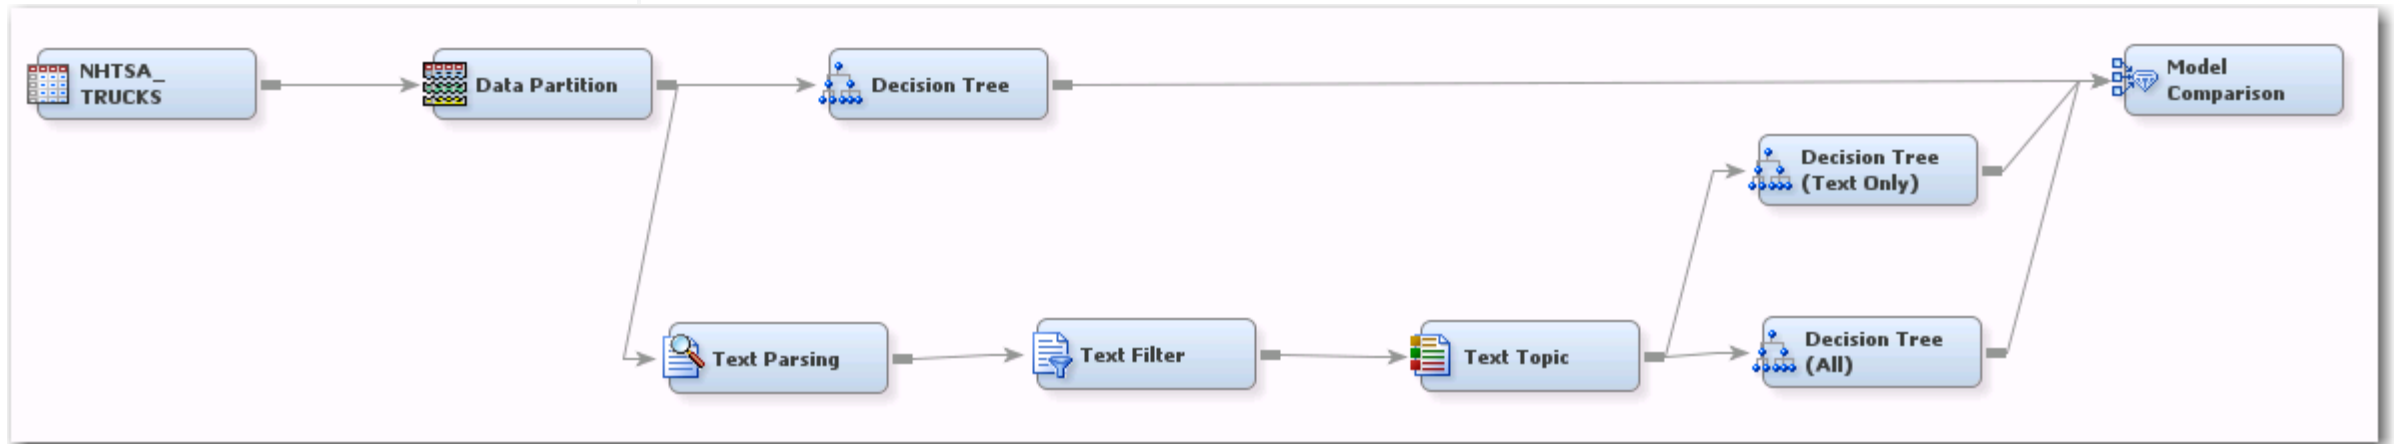 NHTSA_
TRUCKS
Data Partition
Decision Tree
Model
Comparison
Decision Tree
(Text Only)
Text Parsing
Text Filter
Text Topic
Decision Tree
(All)